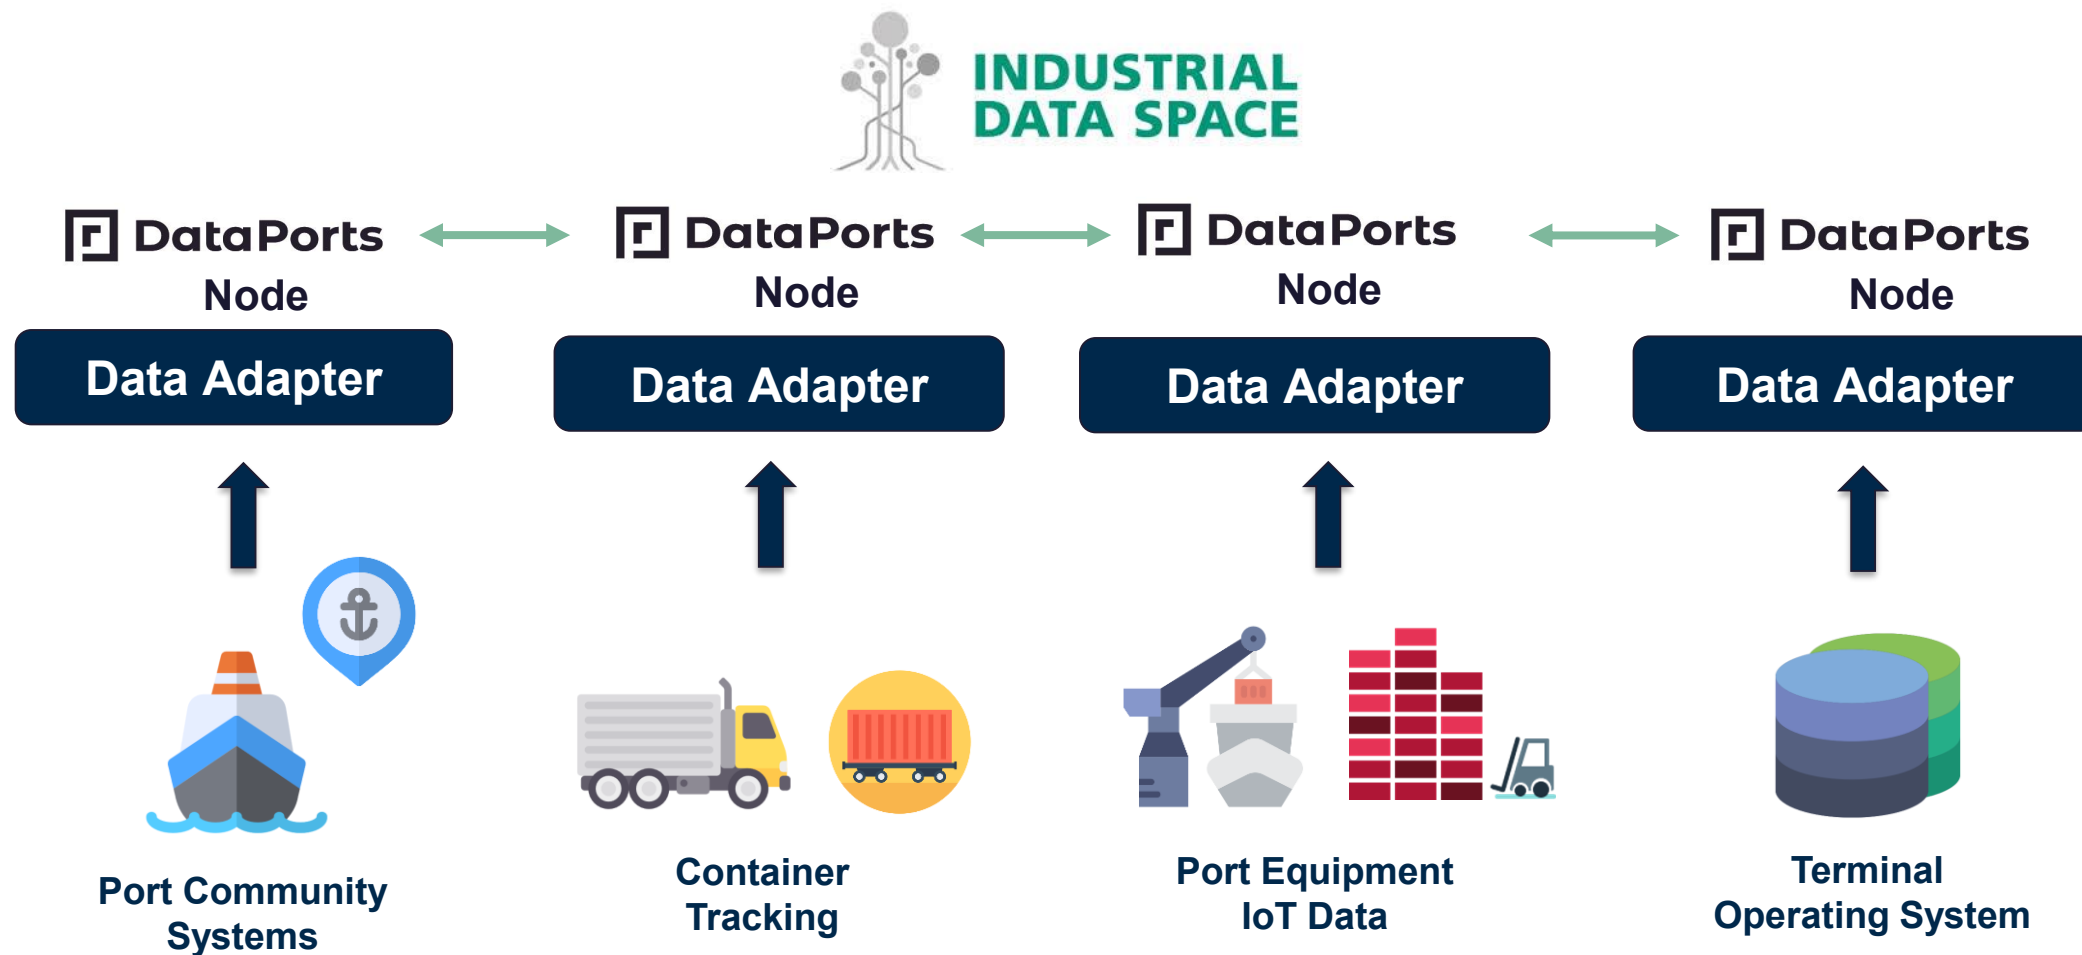 INDUSTRIAL
DATA SPACE
DataPorts
Node
DataPorts
Node
DataPorts
Node
DataPorts
Node
Data Adapter
Data Adapter
Data Adapter
Data Adapter
Port Community
Systems
Container
Tracking
Port Equipment
IoT Data
Terminal
Operating System